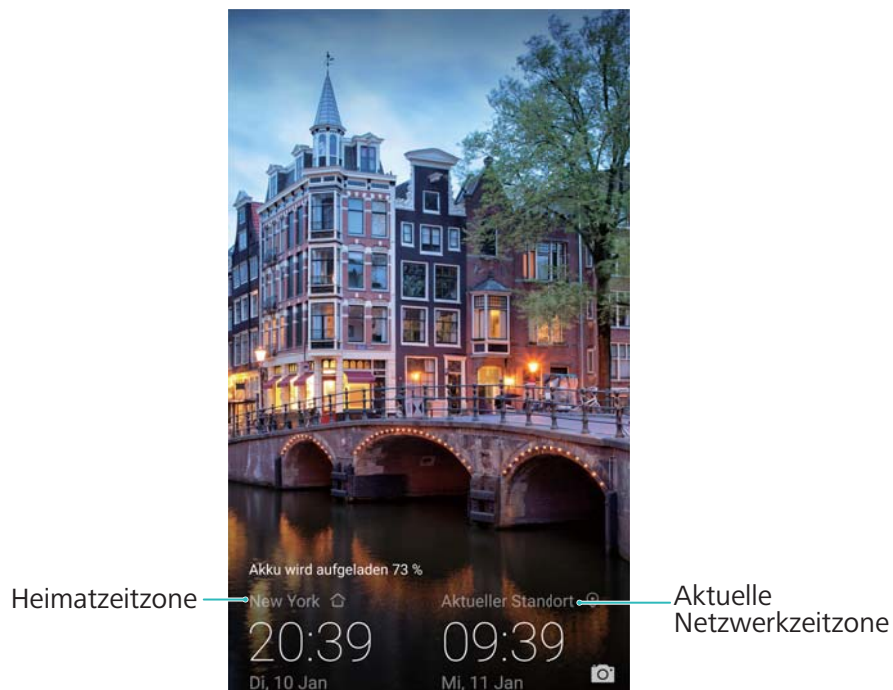 Akku wird aufgeladen 73 %
Heimatzeitzone
New York
Aktueller Standort
Aktuelle
Netzwerkzeitzone
20:39
09:39
Di, 10 Jan
Mi, 11 Jan